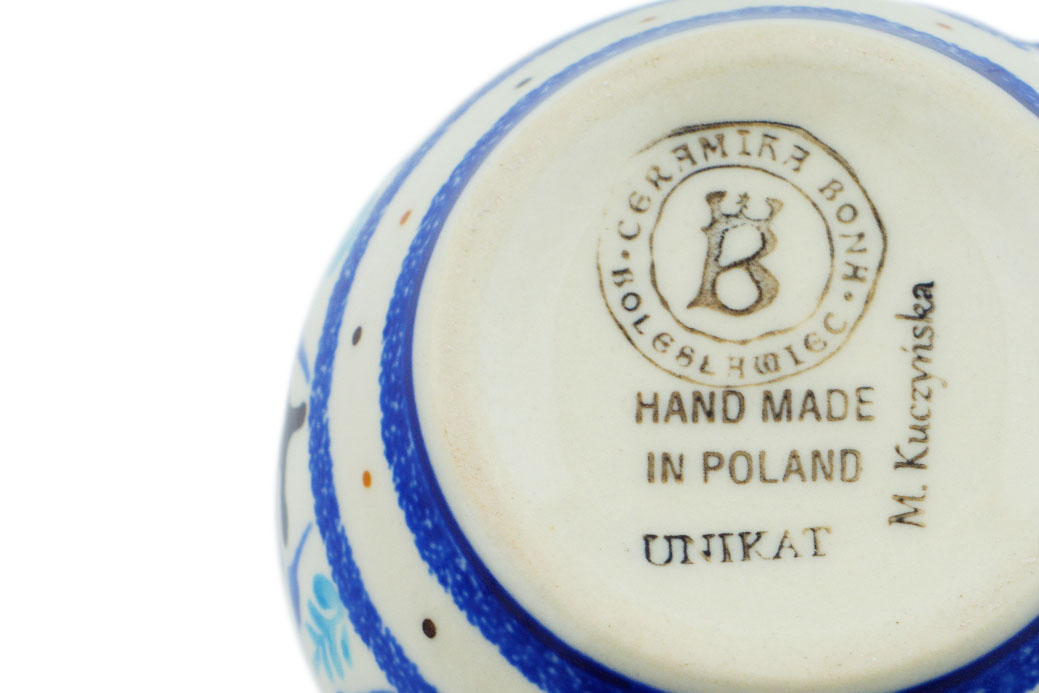 CERAMIKA BONA
• BOLESŁAWIEC •
B
HAND MADE
IN POLAND
UNIKAT
M. Kuczyńska